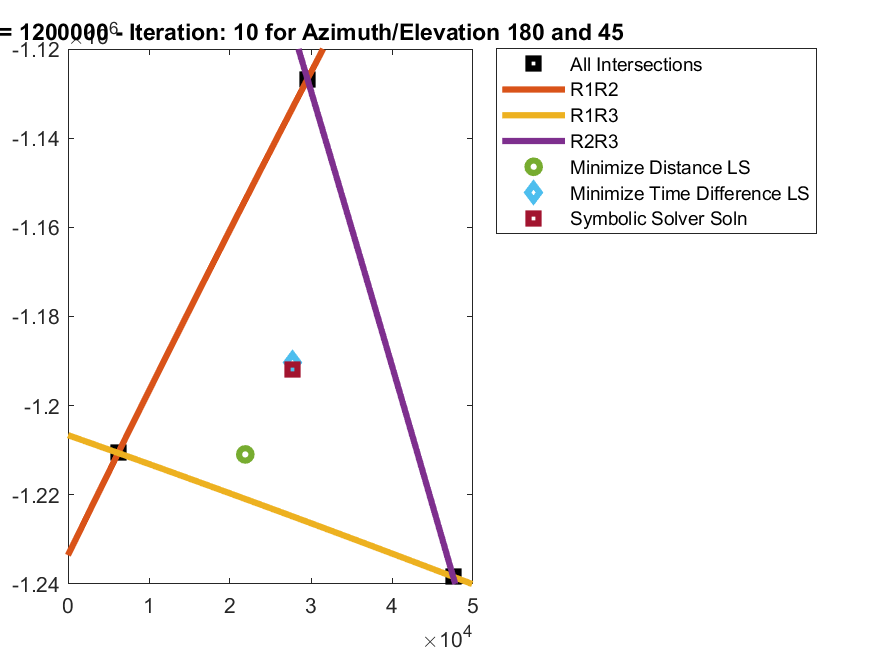 = 1200000 - Iteration: 10 for Azimuth/Elevation 180 and 45
-1.12
-1.14
-1.16
-1.18
-1.2
-1.22
-1.24
0 1 2 3 4 5
×10⁴
All Intersections
R1R2
R1R3
R2R3
Minimize Distance LS
Minimize Time Difference LS
Symbolic Solver Soln